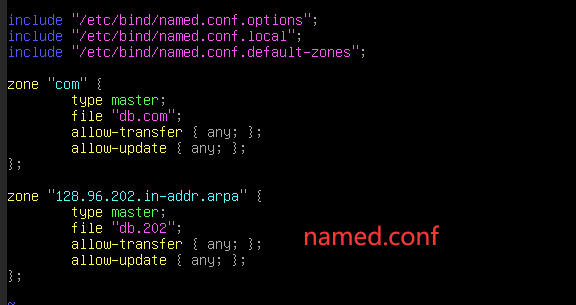 include "/etc/bind/named.conf.options";
include "/etc/bind/named.conf.local";
include "/etc/bind/named.conf.default-zones";
zone "com" {
        type master;
        file "db.com";
        allow-transfer { any; };
        allow-update { any; };
};
zone "128.96.202.in-addr.arpa" {
        type master;
        file "db.202";
        allow-transfer { any; };
        allow-update { any; };
};
named.conf
~